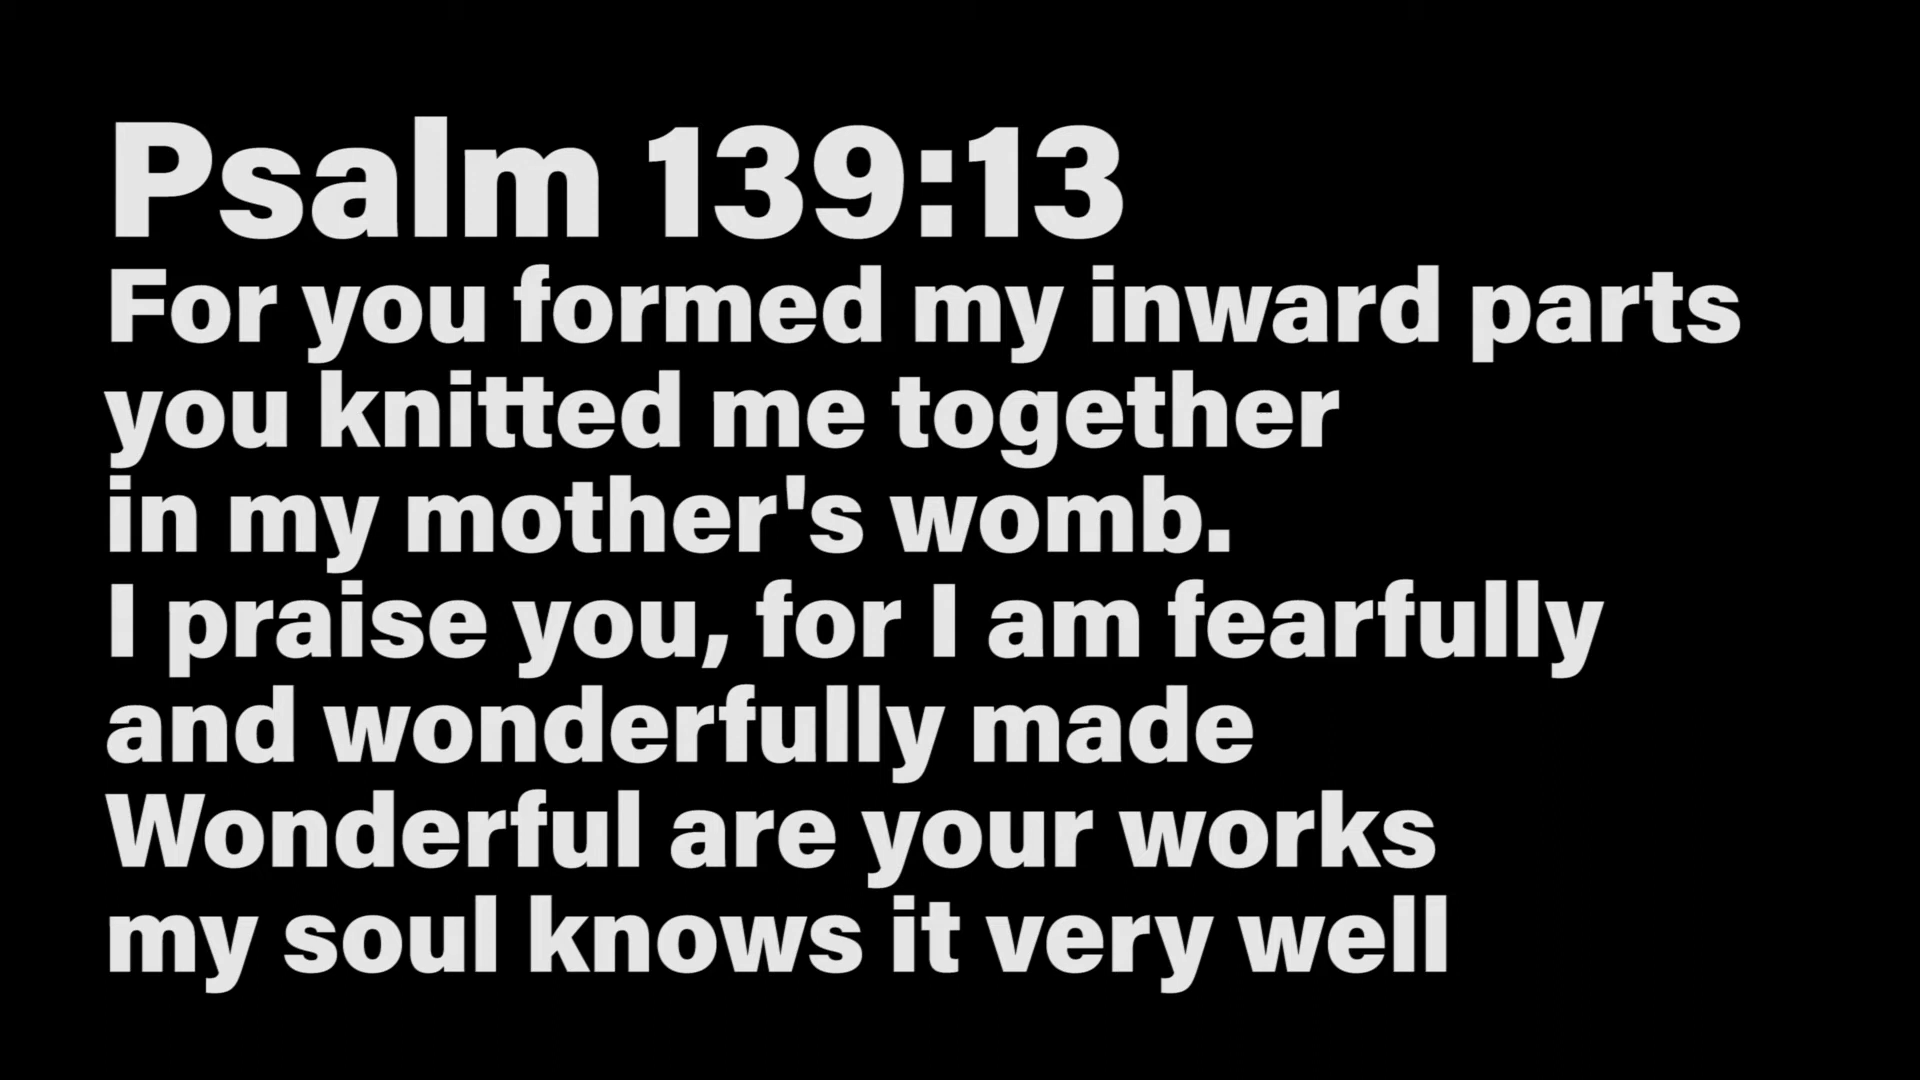 Psalm 139:13
For you formed my inward parts
you knitted me together
in my mother's womb.
I praise you, for I am fearfully
and wonderfully made
Wonderful are your works
my soul knows it very well